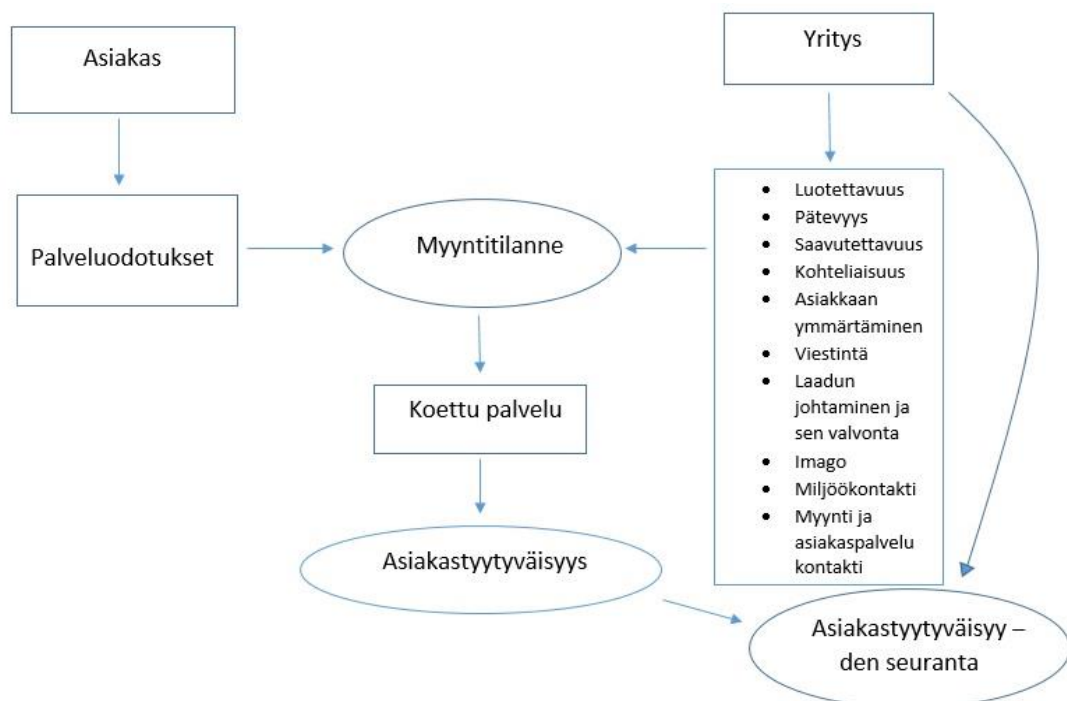 Asiakas
Yritys
Palveluodotukset
Myyntitilanne
• Luotettavuus
• Pätevyys
• Saavutettavuus
• Kohteliaisuus
• Asiakkaan
ymmärtäminen
• Viestintä
• Laadun
johtaminen ja
sen valvonta
• Imago
• Miljöökontakti
• Myynti ja
asiakaspalvelu
kontakti
Koettu palvelu
Asiakastyytyväisyys
Asiakastyytyväisyy –
den seuranta